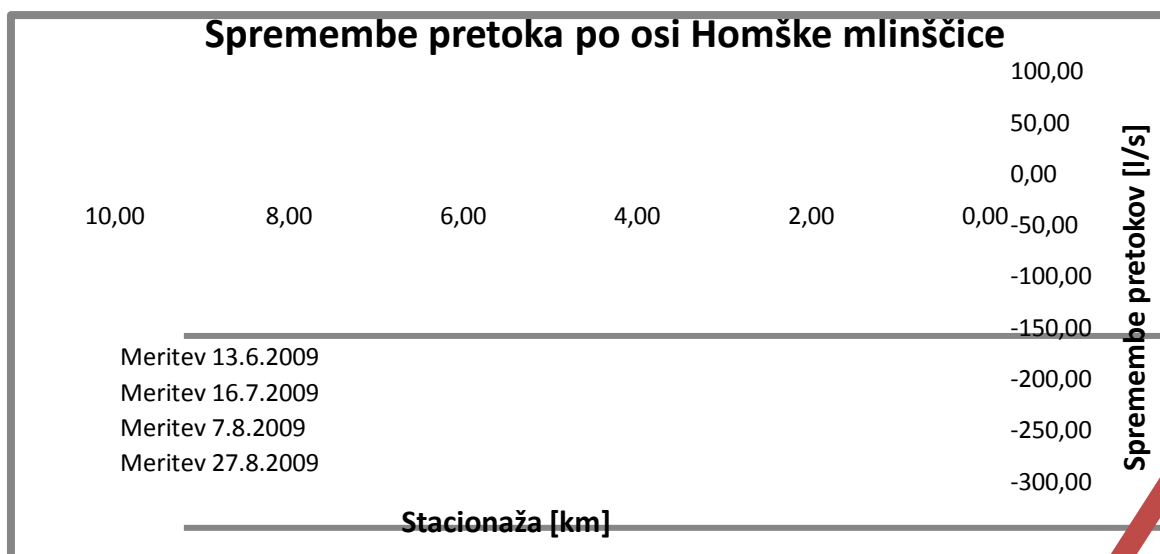 Spremembe pretoka po osi Homške mlinščice
100,00
50,00
0,00
10,00 8,00 6,00 4,00 2,00 0,00
-50,00
-100,00
-150,00
-200,00
-250,00
-300,00
Spremembe pretokov [l/s]
Meritev 13.6.2009
Meritev 16.7.2009
Meritev 7.8.2009
Meritev 27.8.2009
Stacionaža [km]